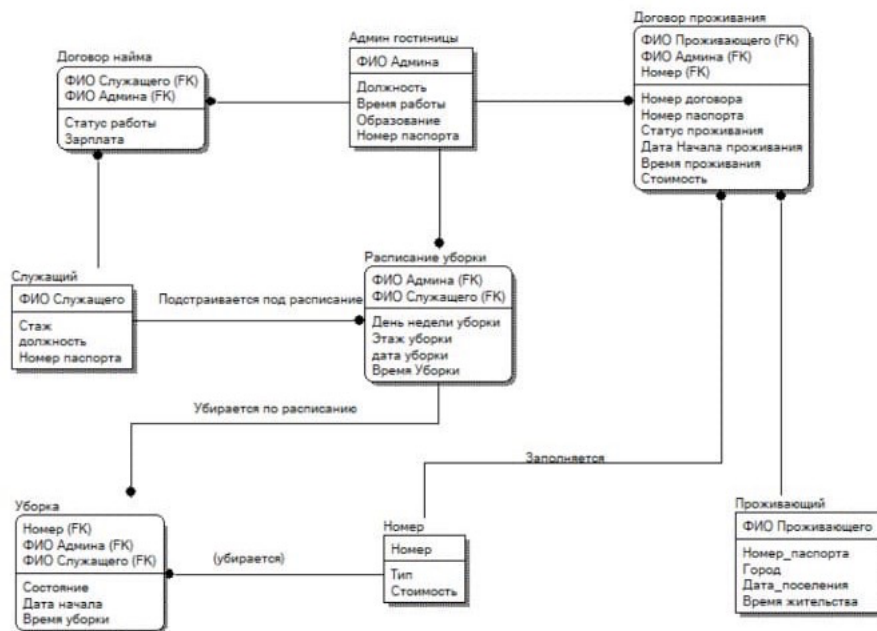 Договор найма
ФИО Служащего (FK)
ФИО Админа (FK)
Статус работы
Зарплата
Админ гостиницы
ФИО Админа
Должность
Время работы
Образование
Номер паспорта
Договор проживания
ФИО Проживающего (FK)
ФИО Админа (FK)
Номер (FK)
Номер договора
Номер паспорта
Статус проживания
Дата Начала проживания
Время проживания
Стоимость
Служащий
ФИО Служащего
Стаж
должность
Номер паспорта
Подстраивается под расписание
Расписание уборки
ФИО Админа (FK)
ФИО Служащего (FK)
День недели уборки
Этаж уборки
дата уборки
Время Уборки
Убирается по расписанию
Заполняется
Уборка
Номер (FK)
ФИО Админа (FK)
ФИО Служащего (FK)
Состояние
Дата начала
Время уборки
(убирается)
Номер
Номер
Тип
Стоимость
Проживающий
ФИО Проживающего
Номер_паспорта
Город
Дата_поселения
Время жительства